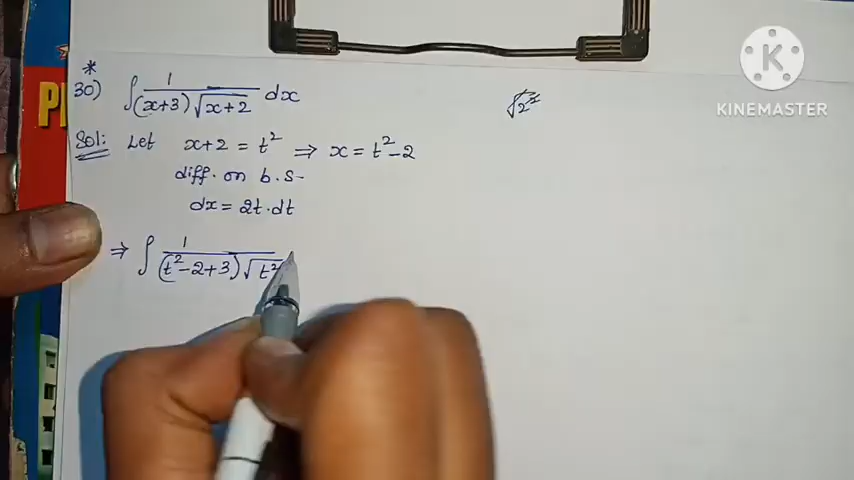 *
30) ∫ 1/((x+3)√(x+2)) dx
Sol: Let x+2 = t² ⇒ x = t²-2
diff. on b.s-
dx = 2t.dt
⇒ ∫ 1/((t²-2+3)√t²
K
KINEMASTER